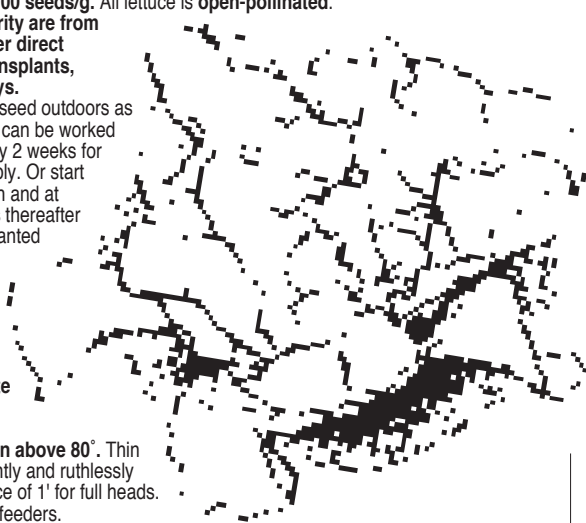 00 seeds/g. All lettuce is open-pollinated.
rity are from
er direct
nsplants,
ys.
seed outdoors as
can be worked
y 2 weeks for
ply. Or start
n and at
thereafter
anted
te
n above 80°. Thin
ntly and ruthlessly
ce of 1' for full heads.
feeders.